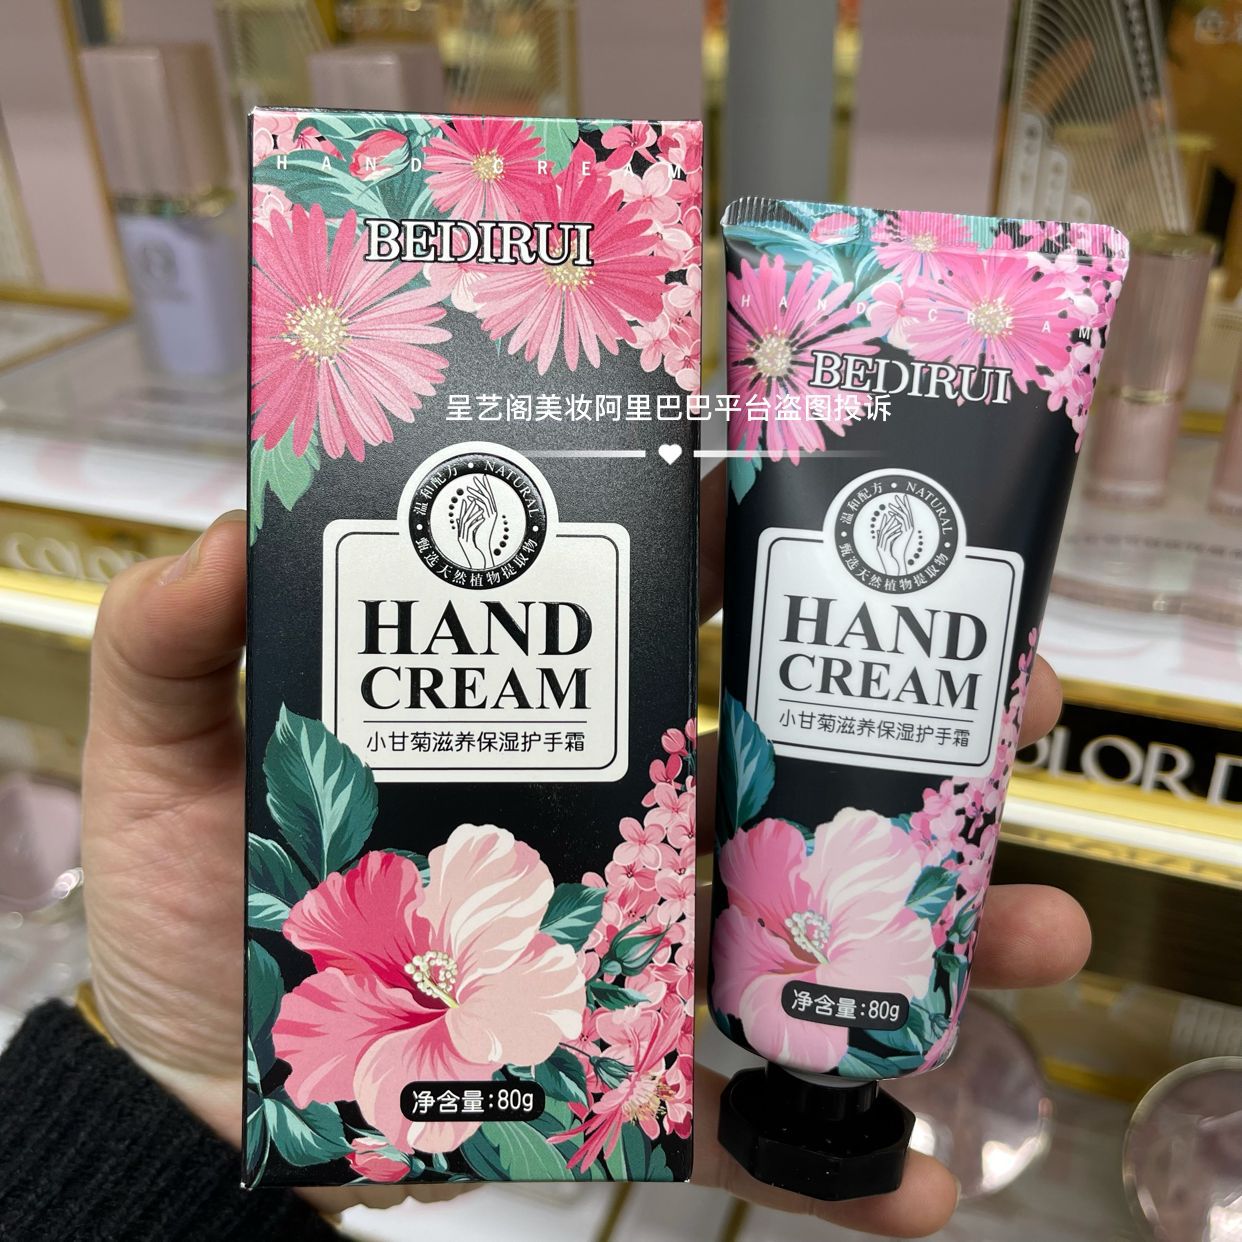 HAND CREAM
BEDIRUI
温和配方 • NATURAL
甄选天然植物提取物
HAND
CREAM
小甘菊滋养保湿护手霜
净含量:80g
HAND CREAM
BEDIRUI
呈艺阁美妆阿里巴巴平台盗图投诉
温和配方 • NATURAL
甄选天然植物提取物
HAND
CREAM
小甘菊滋养保湿护手霜
净含量:80g
COLOR
OLOR D